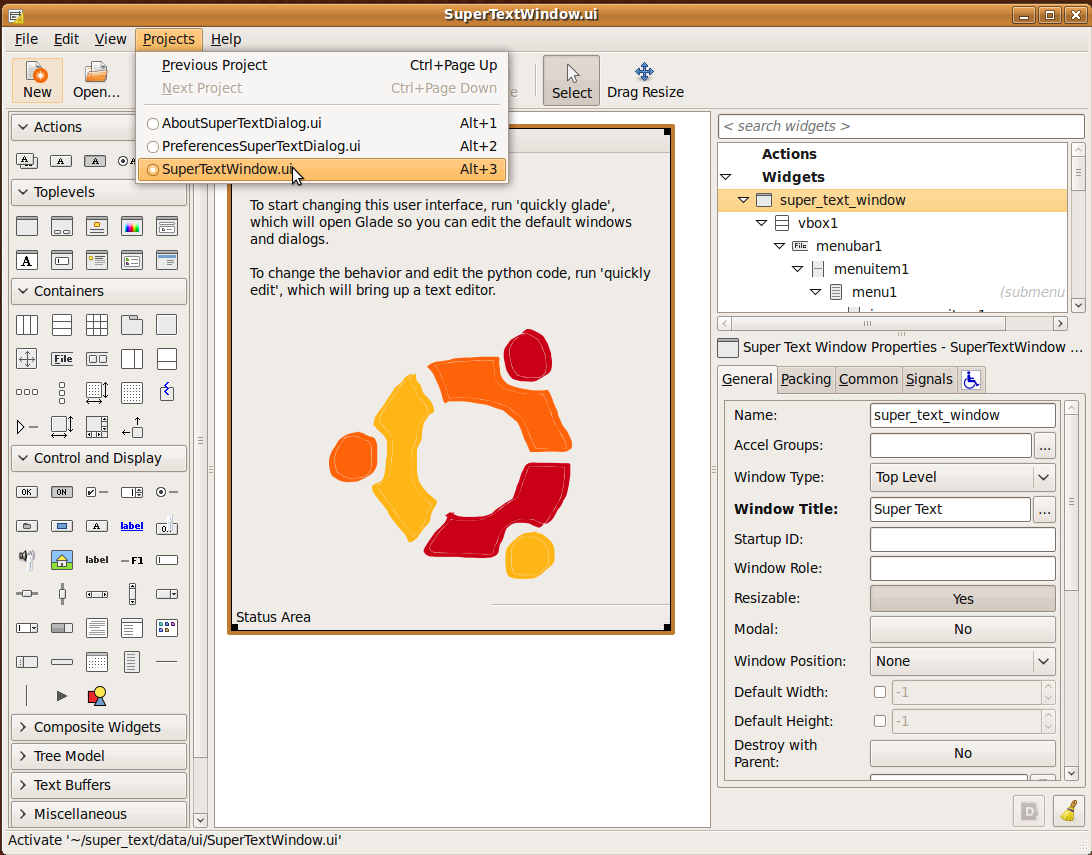 SuperTextWindow.ui
File Edit View Projects Help
New
Open...
Select
Drag Resize
Previous Project Ctrl+Page Up
Next Project Ctrl+Page Down
AboutSuperTextDialog.ui Alt+1
PreferencesSuperTextDialog.ui Alt+2
SuperTextWindow.ui Alt+3
Actions
Toplevels
Containers
File
Control and Display
OK
ON
label
label
F1
Composite Widgets
Tree Model
Text Buffers
Miscellaneous
To start changing this user interface, run 'quickly glade',
which will open Glade so you can edit the default windows
and dialogs.
To change the behavior and edit the python code, run 'quickly
edit', which will bring up a text editor.
Status Area
< search widgets >
Actions
Widgets
super_text_window
vbox1
File menubar1
menuitem1
menu1 (submenu
Super Text Window Properties - SuperTextWindow ...
General Packing Common Signals
Name: super_text_window
Accel Groups: ...
Window Type: Top Level
Window Title: Super Text ...
Startup ID:
Window Role:
Resizable: Yes
Modal: No
Window Position: None
Default Width: -1
Default Height: -1
Destroy with
Parent: No
D
Activate '~/super_text/data/ui/SuperTextWindow.ui'